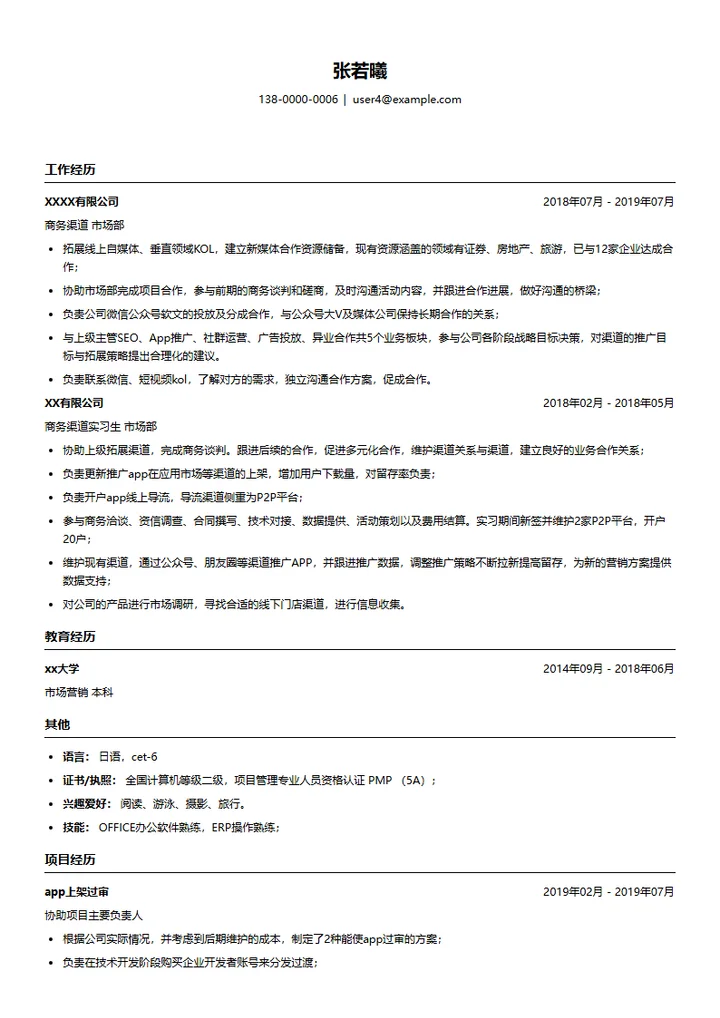 张若曦
138-0000-0006 | user4@example.com
工作经历
XXXX有限公司 2018年07月 - 2019年07月
商务渠道 市场部
• 拓展线上自媒体、垂直领域KOL，建立新媒体合作资源储备，现有资源涵盖的领域有证券、房地产、旅游，已与12家企业达成合
作；
• 协助市场部完成项目合作，参与前期的商务谈判和磋商，及时沟通活动内容，并跟进合作进展，做好沟通的桥梁；
• 负责公司微信公众号软文的投放及分成合作，与公众号大V及媒体公司保持长期合作的关系；
• 与上级主管SEO、App推广、社群运营、广告投放、异业合作共5个业务板块，参与公司各阶段战略目标决策，对渠道的推广目
标与拓展策略提出合理化的建议。
• 负责联系微信、短视频kol，了解对方的需求，独立沟通合作方案，促成合作。
XX有限公司 2018年02月 - 2018年05月
商务渠道实习生 市场部
• 协助上级拓展渠道，完成商务谈判。跟进后续的合作，促进多元化合作，维护渠道关系与渠道，建立良好的业务合作关系；
• 负责更新推广app在应用市场等渠道的上架，增加用户下载量，对留存率负责；
• 负责开户app线上导流，导流渠道侧重为P2P平台；
• 参与商务洽谈、资信调查、合同撰写、技术对接、数据提供、活动策划以及费用结算。实习期间新签并维护2家P2P平台，开户
20户；
• 维护现有渠道，通过公众号、朋友圈等渠道推广APP，并跟进推广数据，调整推广策略不断拉新提高留存，为新的营销方案提供
数据支持；
• 对公司的产品进行市场调研，寻找合适的线下门店渠道，进行信息收集。
教育经历
xx大学 2014年09月 - 2018年06月
市场营销 本科
其他
• 语言： 日语，cet-6
• 证书/执照： 全国计算机等级二级，项目管理专业人员资格认证 PMP （5A）；
• 兴趣爱好： 阅读、游泳、摄影、旅行。
• 技能： OFFICE办公软件熟练，ERP操作熟练；
项目经历
app上架过审 2019年02月 - 2019年07月
协助项目主要负责人
• 根据公司实际情况，并考虑到后期维护的成本，制定了2种能使app过审的方案；
• 负责在技术开发阶段购买企业开发者账号来分发过渡；